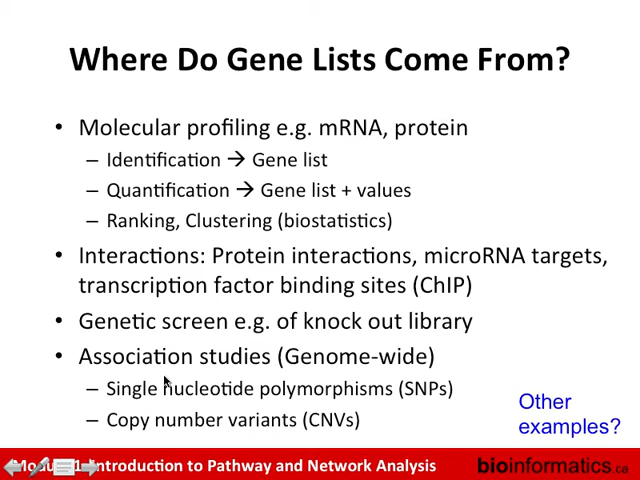 Where Do Gene Lists Come From?
• Molecular profiling e.g. mRNA, protein
– Identification → Gene list
– Quantification → Gene list + values
– Ranking, Clustering (biostatistics)
• Interactions: Protein interactions, microRNA targets,
transcription factor binding sites (ChIP)
• Genetic screen e.g. of knock out library
• Association studies (Genome-wide)
– Single nucleotide polymorphisms (SNPs)
– Copy number variants (CNVs)
Other
examples?
Module 1: Introduction to Pathway and Network Analysis
bioinformatics.ca